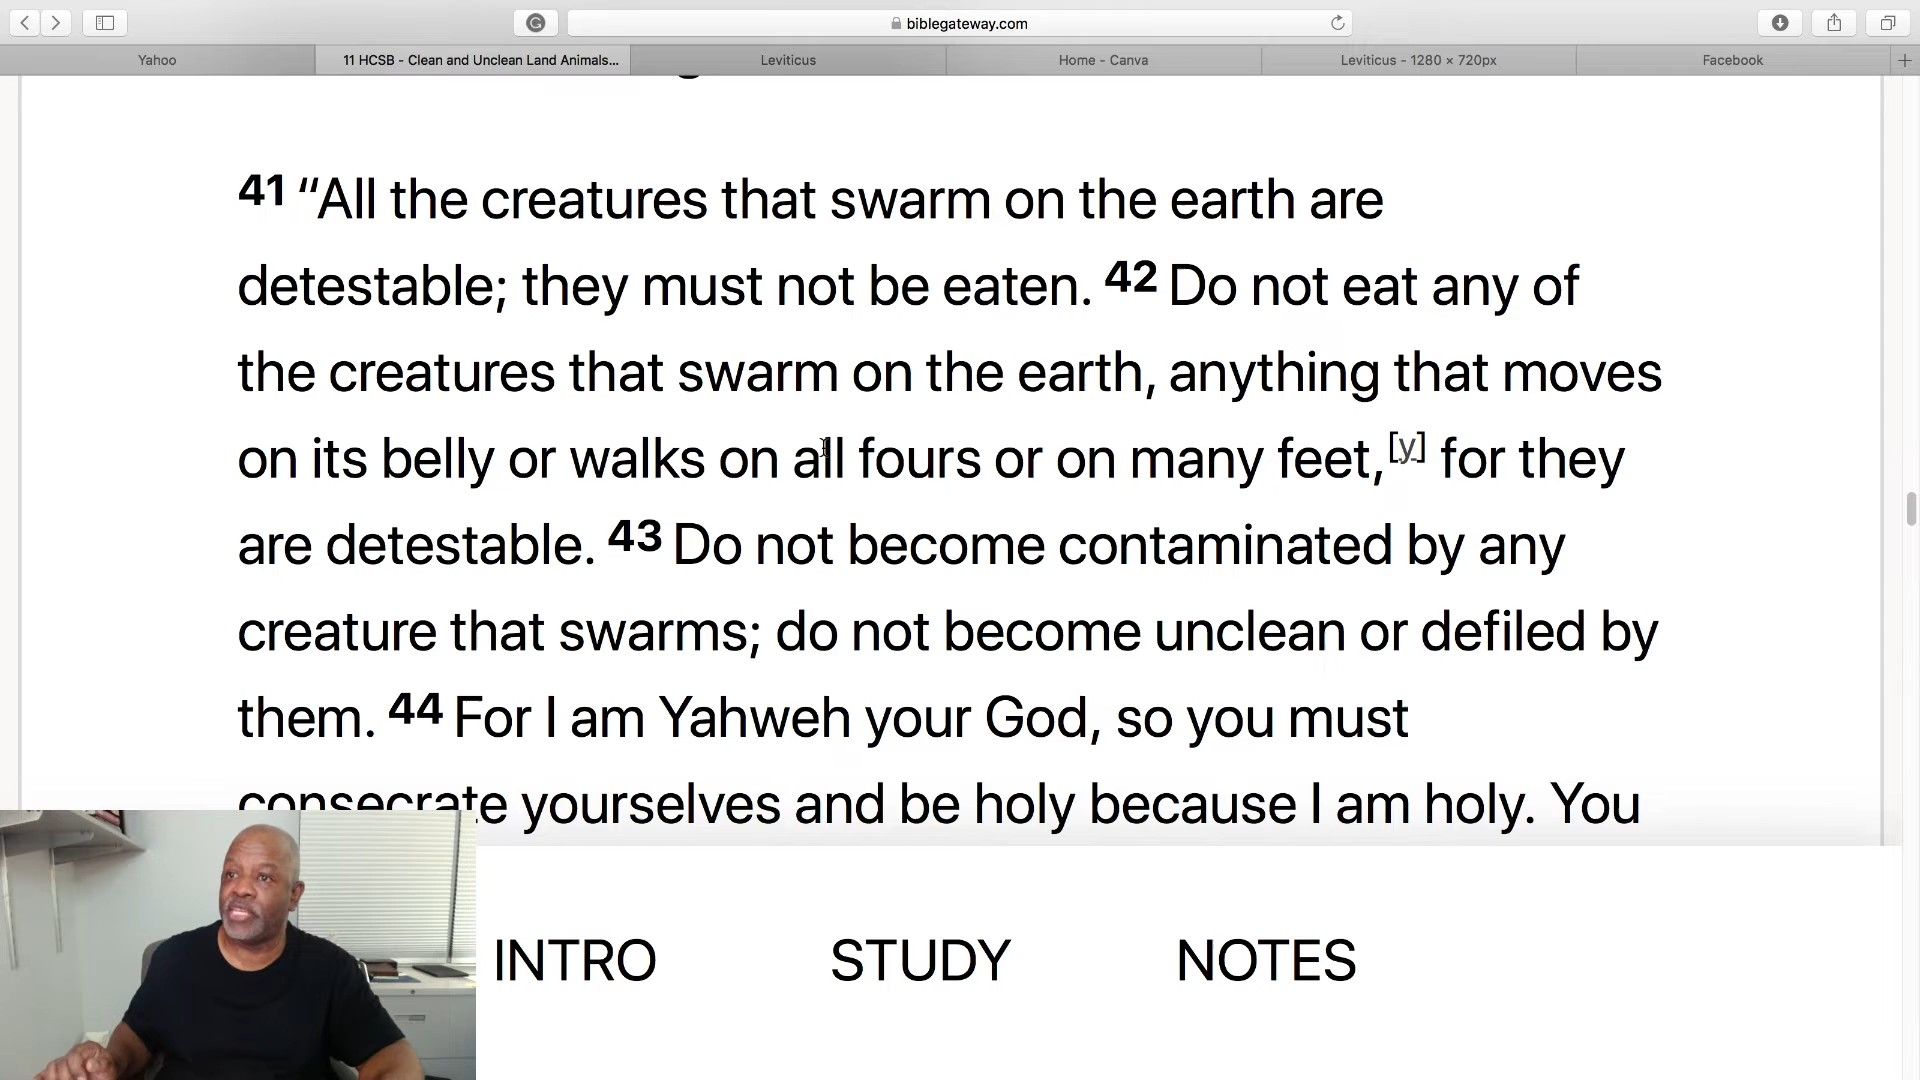 biblegateway.com
Yahoo
11 HCSB - Clean and Unclean Land Animals...
Leviticus
Home - Canva
Leviticus - 1280 × 720px
Facebook
41 “All the creatures that swarm on the earth are
detestable; they must not be eaten. 42 Do not eat any of
the creatures that swarm on the earth, anything that moves
on its belly or walks on all fours or on many feet,[y] for they
are detestable. 43 Do not become contaminated by any
creature that swarms; do not become unclean or defiled by
them. 44 For I am Yahweh your God, so you must
consecrate yourselves and be holy because I am holy. You
INTRO STUDY NOTES